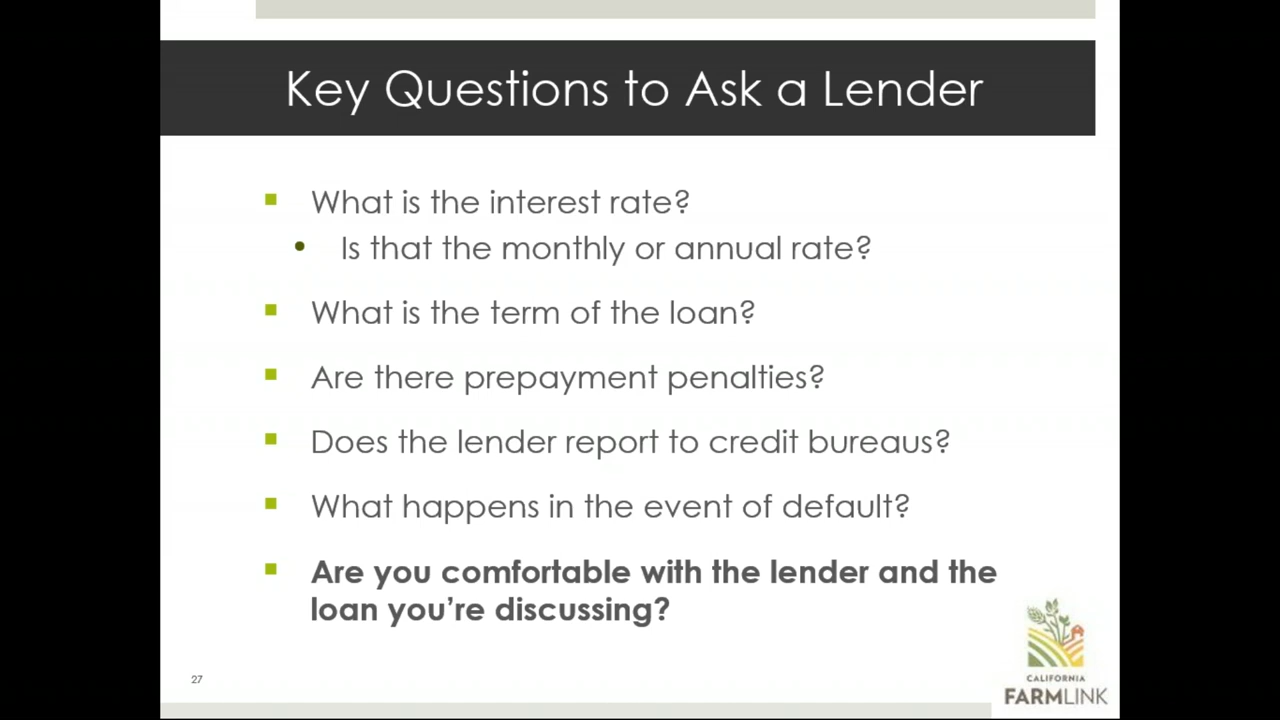 Key Questions to Ask a Lender
What is the interest rate?
Is that the monthly or annual rate?
What is the term of the loan?
Are there prepayment penalties?
Does the lender report to credit bureaus?
What happens in the event of default?
Are you comfortable with the lender and the
loan you’re discussing?
27
CALIFORNIA
FARMLINK